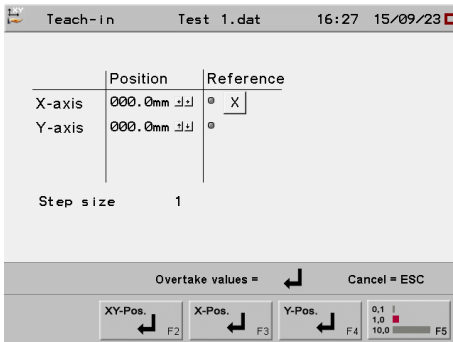 XY
Teach-in Test 1.dat 16:27 15/09/23
Position Reference
X-axis 000.0mm X
Y-axis 000.0mm
Step size 1
Overtake values = Cancel = ESC
XY-Pos. F2
X-Pos. F3
Y-Pos. F4
0,1
1,0
10,0 F5